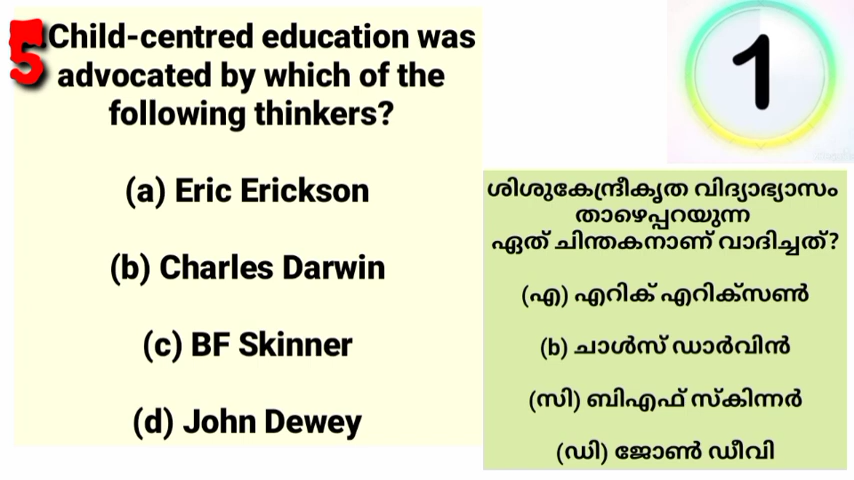 5 Child-centred education was
advocated by which of the
following thinkers?
(a) Eric Erickson
(b) Charles Darwin
(c) BF Skinner
(d) John Dewey
1
ശിശുകേന്ദ്രീകൃത വിദ്യാഭ്യാസം
താഴെപ്പറയുന്ന
ഏത് ചിന്തകനാണ് വാദിച്ചത്?
(എ) എറിക് എറിക്സൺ
(b) ചാൾസ് ഡാർവിൻ
(സി) ബിഎഫ് സ്കിന്നർ
(ഡി) ജോൺ ഡീവി